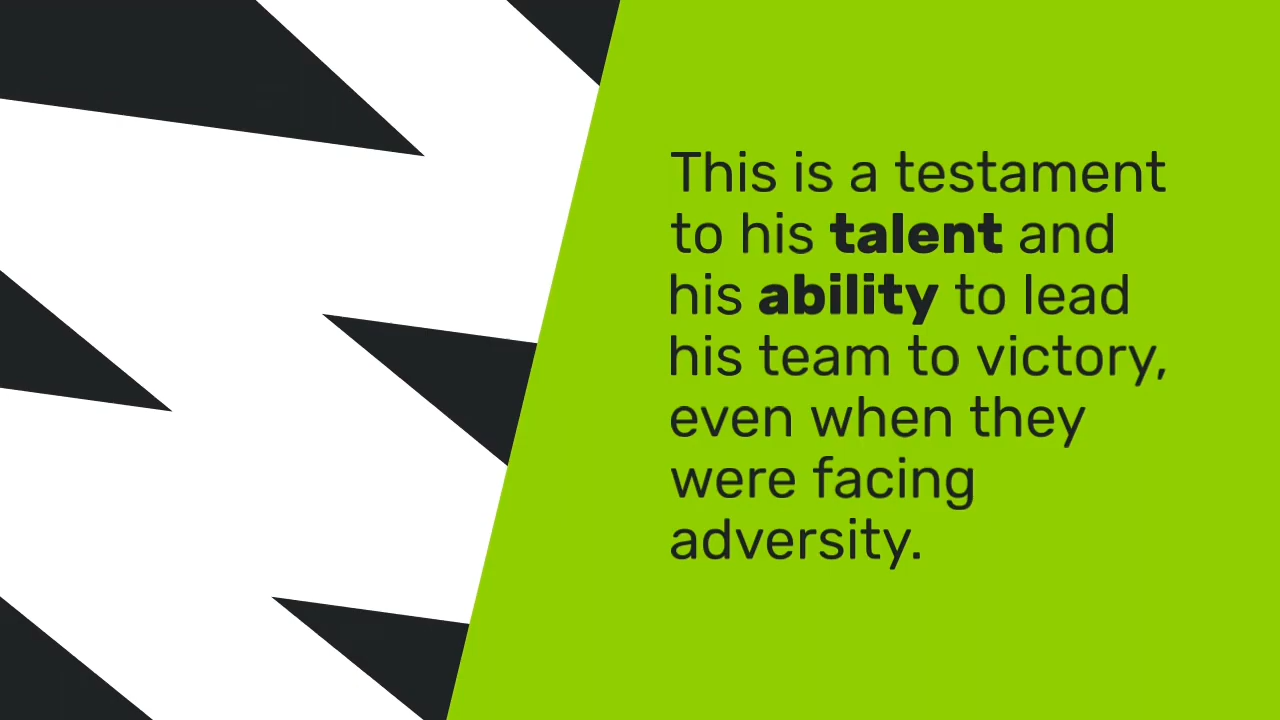 This is a testament
to his talent and
his ability to lead
his team to victory,
even when they
were facing
adversity.